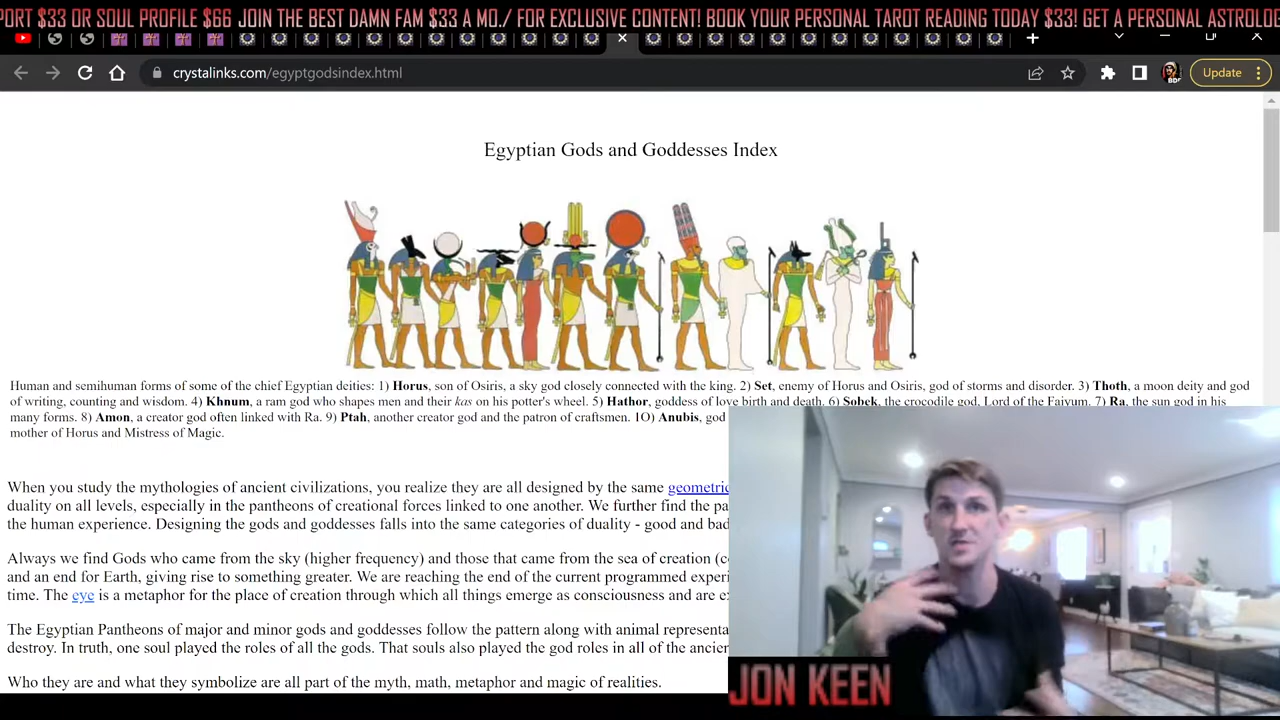 PORT $33 OR SOUL PROFILE $66 JOIN THE BEST DAMN FAM $33 A MO./ FOR EXCLUSIVE CONTENT! BOOK YOUR PERSONAL TAROT READING TODAY $33! GET A PERSONAL ASTROLOG
crystalinks.com/egyptgodsindex.html
Update
Egyptian Gods and Goddesses Index
Human and semihuman forms of some of the chief Egyptian deities: 1) Horus, son of Osiris, a sky god closely connected with the king. 2) Set, enemy of Horus and Osiris, god of storms and disorder. 3) Thoth, a moon deity and god
of writing, counting and wisdom. 4) Khnum, a ram god who shapes men and their kas on his potter's wheel. 5) Hathor, goddess of love birth and death. 6) Sobek, the crocodile god, Lord of the Faiyum. 7) Ra, the sun god in his
many forms. 8) Amon, a creator god often linked with Ra. 9) Ptah, another creator god and the patron of craftsmen. 1O) Anubis, god
mother of Horus and Mistress of Magic.
When you study the mythologies of ancient civilizations, you realize they are all designed by the same geometric
duality on all levels, especially in the pantheons of creational forces linked to one another. We further find the pa
the human experience. Designing the gods and goddesses falls into the same categories of duality - good and bad
Always we find Gods who came from the sky (higher frequency) and those that came from the sea of creation (c
and an end for Earth, giving rise to something greater. We are reaching the end of the current programmed experi
time. The eye is a metaphor for the place of creation through which all things emerge as consciousness and are ex
The Egyptian Pantheons of major and minor gods and goddesses follow the pattern along with animal representa
destroy. In truth, one soul played the roles of all the gods. That souls also played the god roles in all of the ancien
Who they are and what they symbolize are all part of the myth, math, metaphor and magic of realities.
JON KEEN